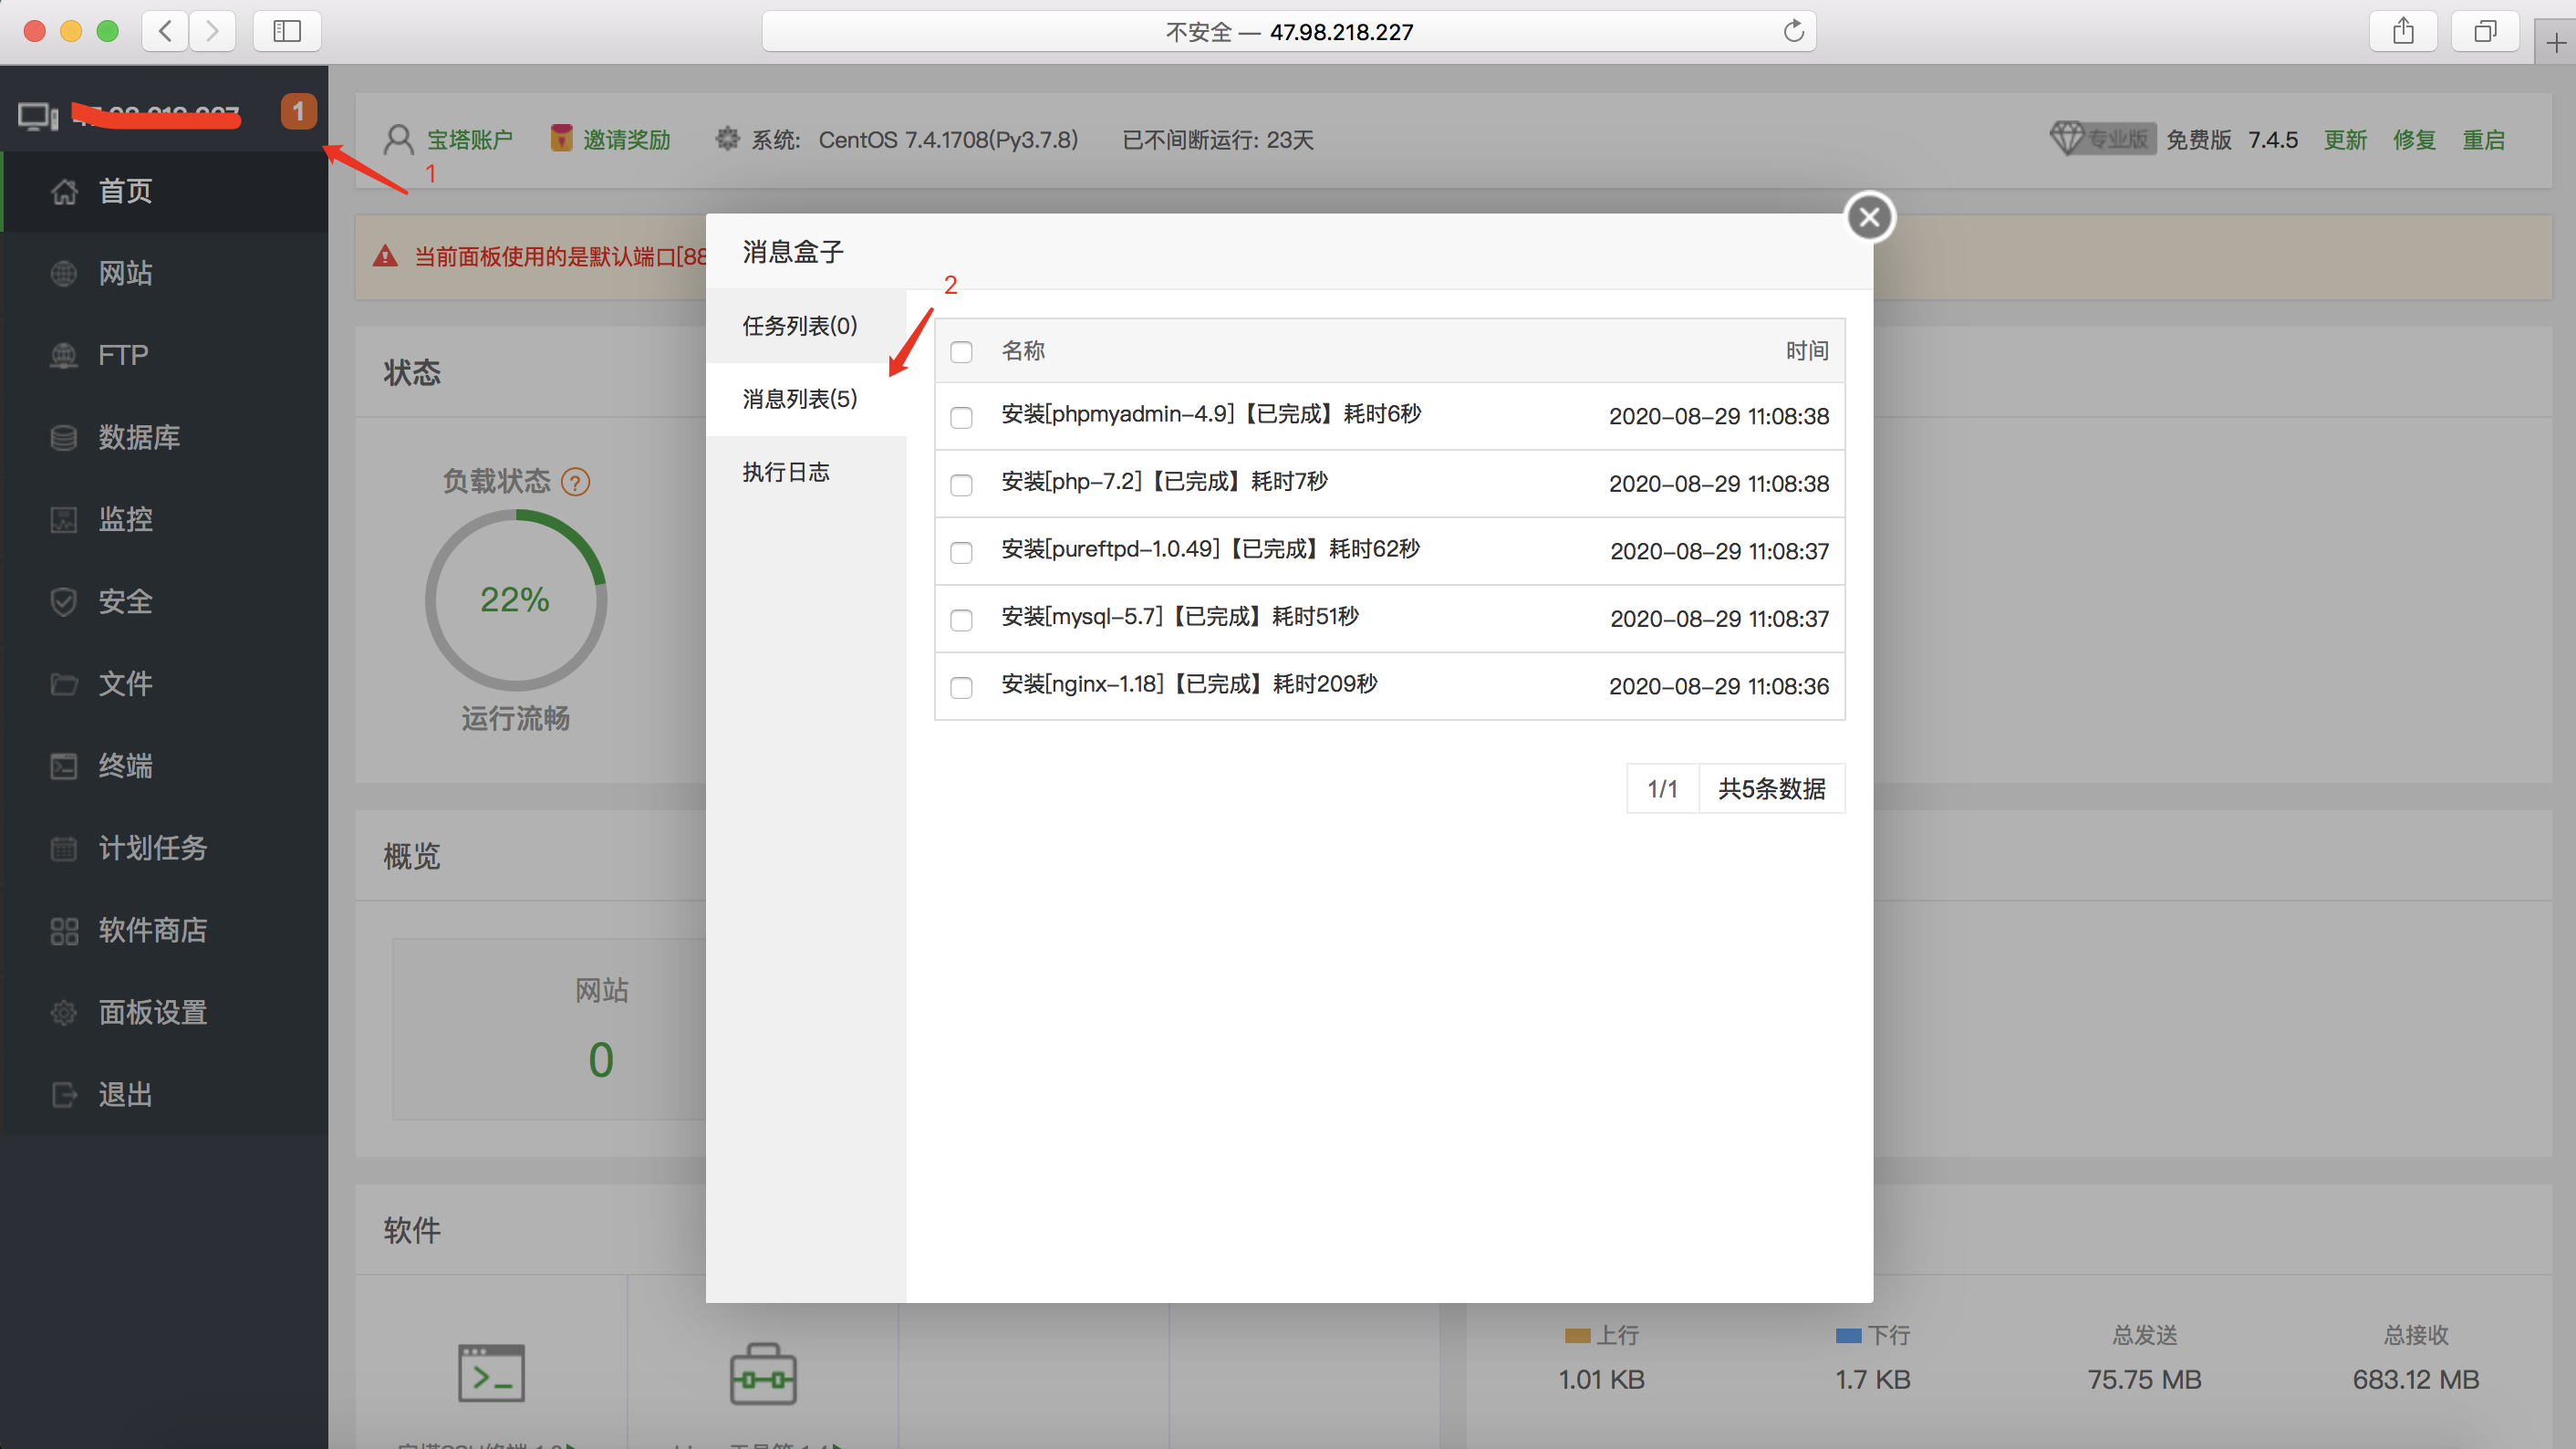 不安全 — 47.98.218.227
1
宝塔账户
邀请奖励
系统: CentOS 7.4.1708(Py3.7.8)
已不间断运行: 23天
专业版
免费版
7.4.5
更新
修复
重启
1
首页
网站
FTP
数据库
监控
安全
文件
终端
计划任务
软件商店
面板设置
退出
当前面板使用的是默认端口[88
状态
负载状态 ?
22%
运行流畅
概览
网站
0
软件
消息盒子
2
任务列表(0)
消息列表(5)
执行日志
名称 时间
安装[phpmyadmin-4.9]【已完成】耗时6秒 2020-08-29 11:08:38
安装[php-7.2]【已完成】耗时7秒 2020-08-29 11:08:38
安装[pureftpd-1.0.49]【已完成】耗时62秒 2020-08-29 11:08:37
安装[mysql-5.7]【已完成】耗时51秒 2020-08-29 11:08:37
安装[nginx-1.18]【已完成】耗时209秒 2020-08-29 11:08:36
1/1 共5条数据
上行
1.01 KB
下行
1.7 KB
总发送
75.75 MB
总接收
683.12 MB